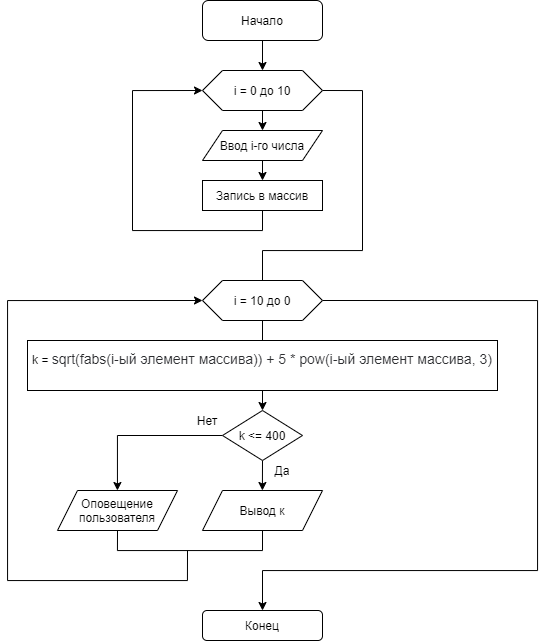 Начало
i = 0 до 10
Ввод i-го числа
Запись в массив
i = 10 до 0
k = sqrt(fabs(i-ый элемент массива)) + 5 * pow(i-ый элемент массива, 3)
Нет
k <= 400
Да
Оповещение
пользователя
Вывод к
Конец